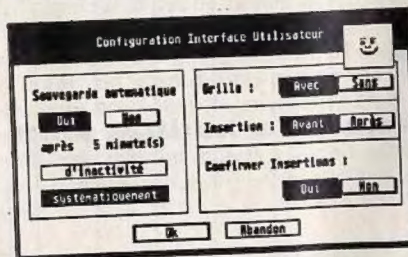 Configuration Interface Utilisateur
Sauvegarde automatique
Oui Non
après 5 minute(s)
d'inactivité
systématiquement
Grille : Avec Sans
Insertion : Avant Après
Confirmer Insertions :
Oui Non
Ok Abandon